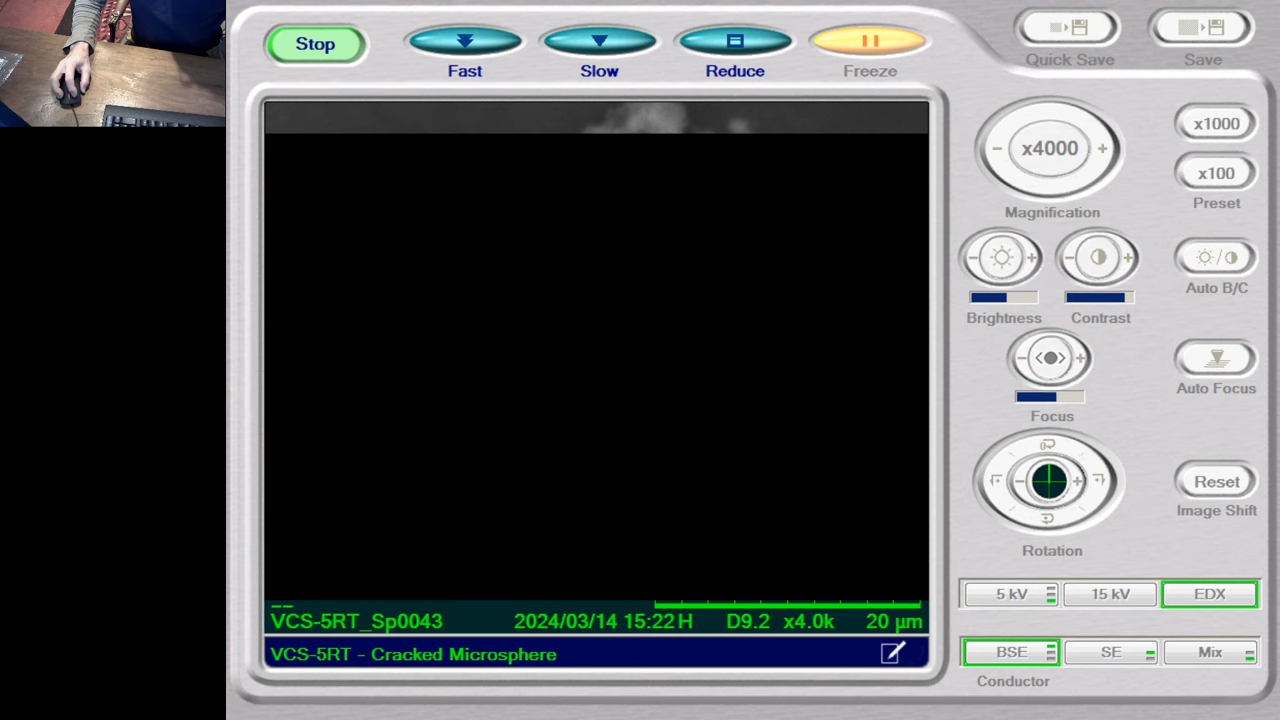 Stop
Fast
Slow
Reduce
Freeze
Quick Save
Save
x4000
Magnification
x1000
x100
Preset
Brightness
Contrast
Auto B/C
Focus
Auto Focus
Rotation
Reset
Image Shift
5 kV
15 kV
EDX
BSE
SE
Mix
Conductor
VCS-5RT_Sp0043 2024/03/14 15:22 H D9.2 x4.0k 20 µm
VCS-5RT - Cracked Microsphere